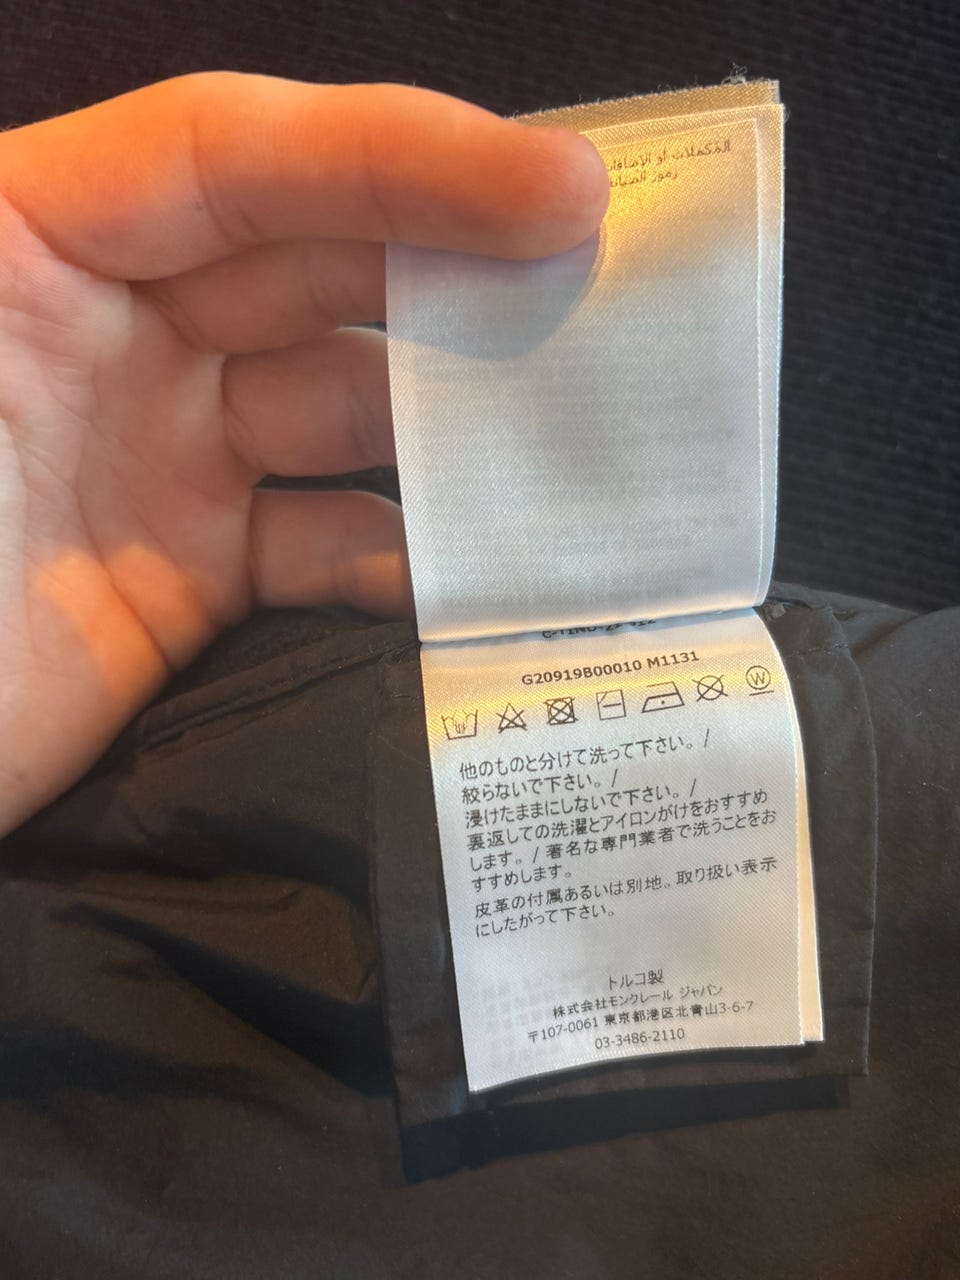 المكملات أو الإضافات
رموز الصيانة
G20919B00010 M1131
W
他のものと分けて洗って下さい。/
絞らないで下さい。/
浸けたままにしないで下さい。/
裏返しての洗濯とアイロンがけをおすすめ
します。/ 著名な専門業者で洗うことをお
すすめします。
皮革の付属あるいは別地。取り扱い表示
にしたがって下さい。
トルコ製
株式会社モンクレール ジャパン
〒107-0061 東京都港区北青山3-6-7
03-3486-2110